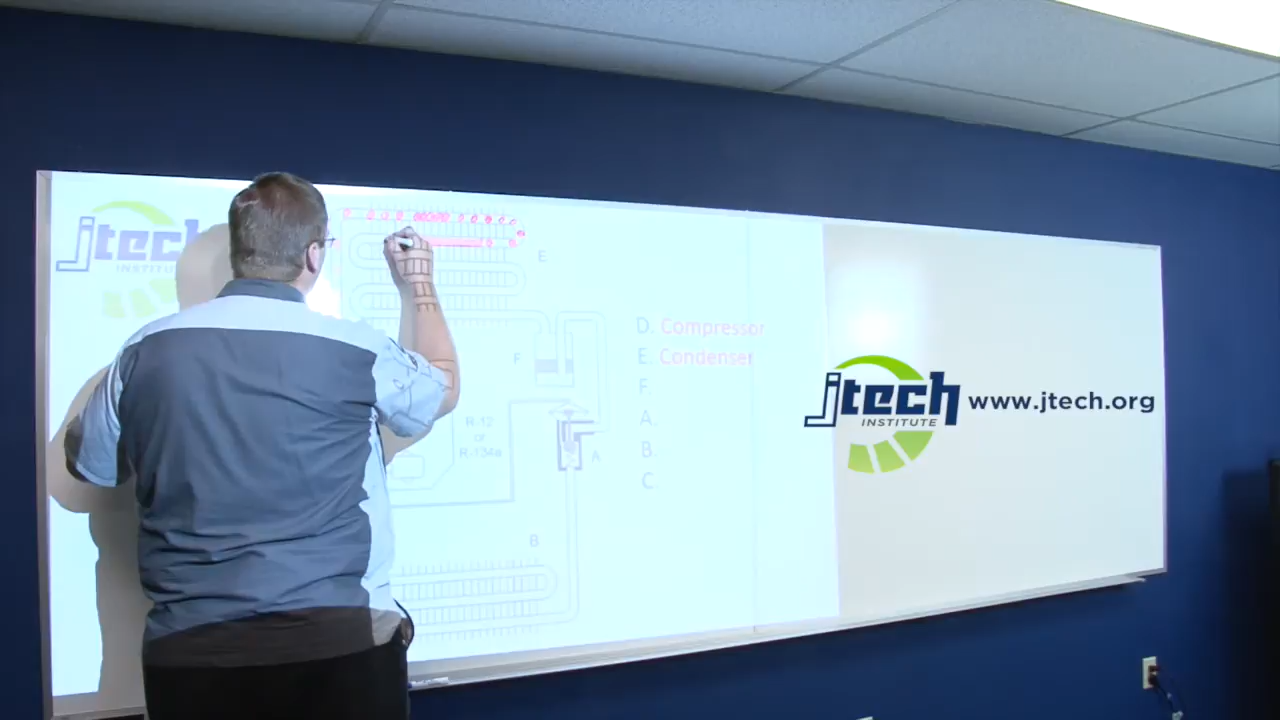 jtech
INSTITUTE
E
D. Compressor
E. Condenser
F
F.
A.
R-12
or
R-134a
A
B.
C.
B
jtech
INSTITUTE
www.jtech.org